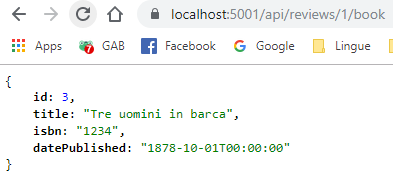 localhost:5001/api/reviews/1/book
Apps GAB Facebook Google Lingue
{
id: 3,
title: "Tre uomini in barca",
isbn: "1234",
datePublished: "1878-10-01T00:00:00"
}